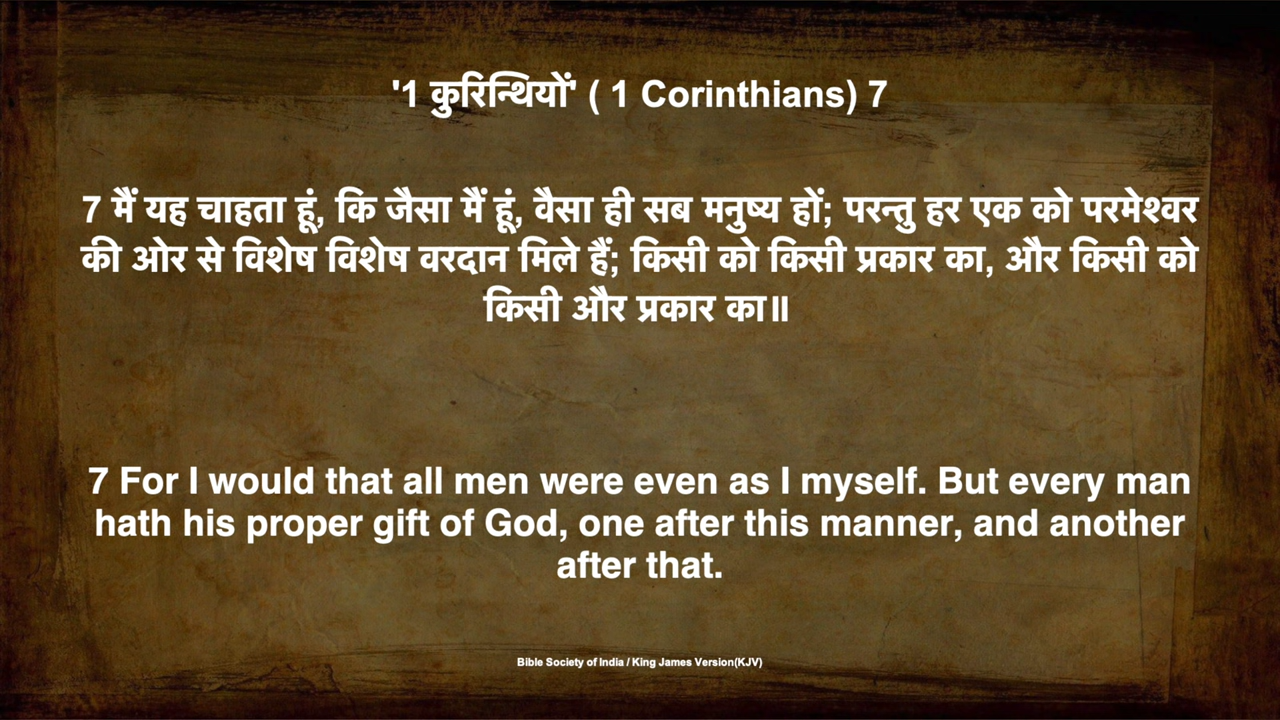 '1 कुरिन्थियों' ( 1 Corinthians) 7
7 मैं यह चाहता हूं, कि जैसा मैं हूं, वैसा ही सब मनुष्य हों; परन्तु हर एक को परमेश्वर
की ओर से विशेष विशेष वरदान मिले हैं; किसी को किसी प्रकार का, और किसी को
किसी और प्रकार का॥
7 For I would that all men were even as I myself. But every man
hath his proper gift of God, one after this manner, and another
after that.
Bible Society of India / King James Version(KJV)